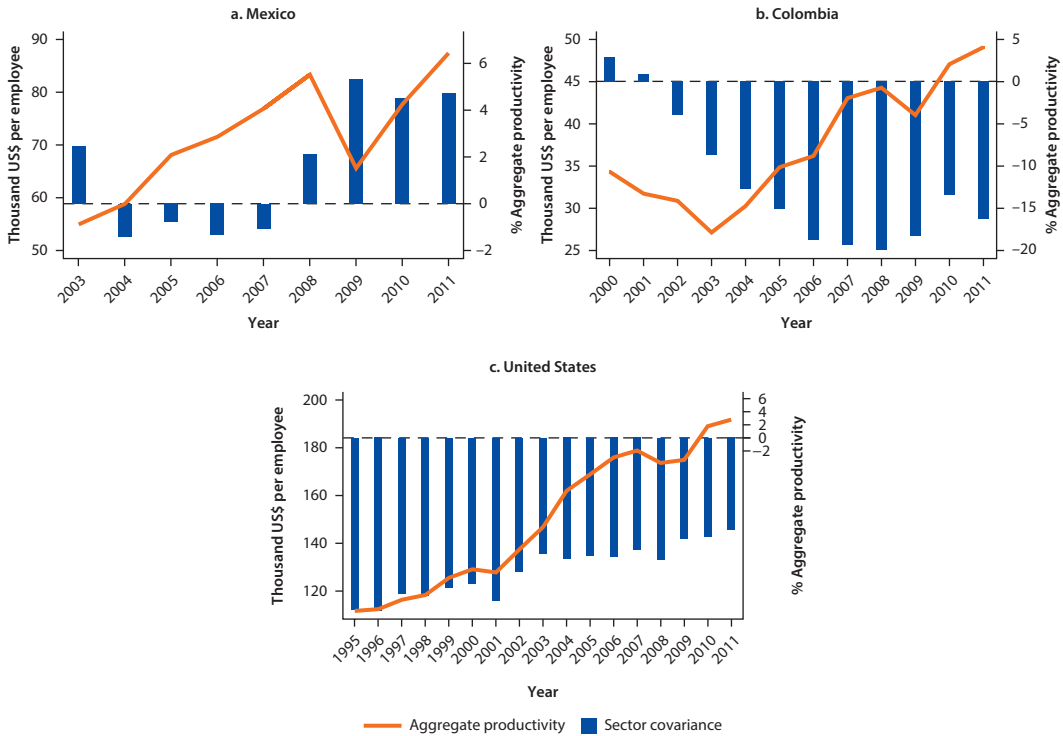 a. Mexico
Thousand US$ per employee
90
80
70
60
50
6
4
2
0
−2
% Aggregate productivity
2003 2004 2005 2006 2007 2008 2009 2010 2011
Year
b. Colombia
Thousand US$ per employee
50
45
40
35
30
25
5
0
−5
−10
−15
−20
% Aggregate productivity
2000 2001 2002 2003 2004 2005 2006 2007 2008 2009 2010 2011
Year
c. United States
Thousand US$ per employee
200
180
160
140
120
6
4
2
0
−2
% Aggregate productivity
1995 1996 1997 1998 1999 2000 2001 2002 2003 2004 2005 2006 2007 2008 2009 2010 2011
Year
Aggregate productivity Sector covariance